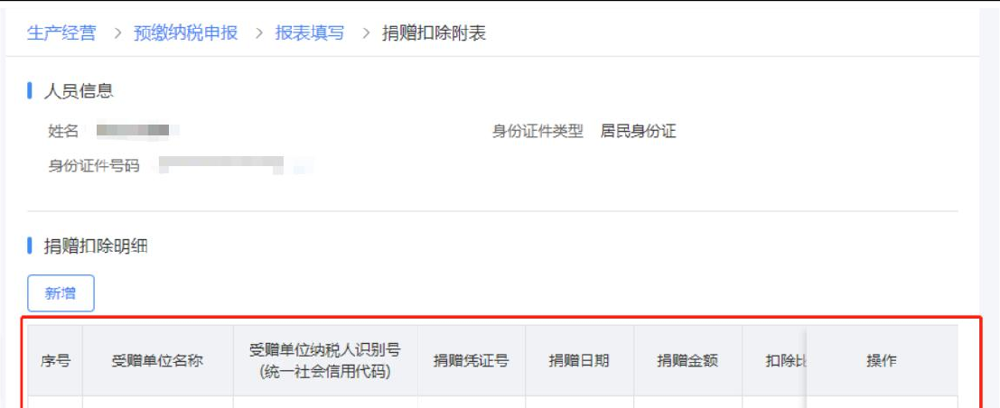 生产经营 > 预缴纳税申报 > 报表填写 > 捐赠扣除附表
人员信息
姓名 身份证件类型 居民身份证
身份证件号码
捐赠扣除明细
新增
序号 受赠单位名称 受赠单位纳税人识别号 捐赠凭证号 捐赠日期 捐赠金额 扣除比 操作
(统一社会信用代码)